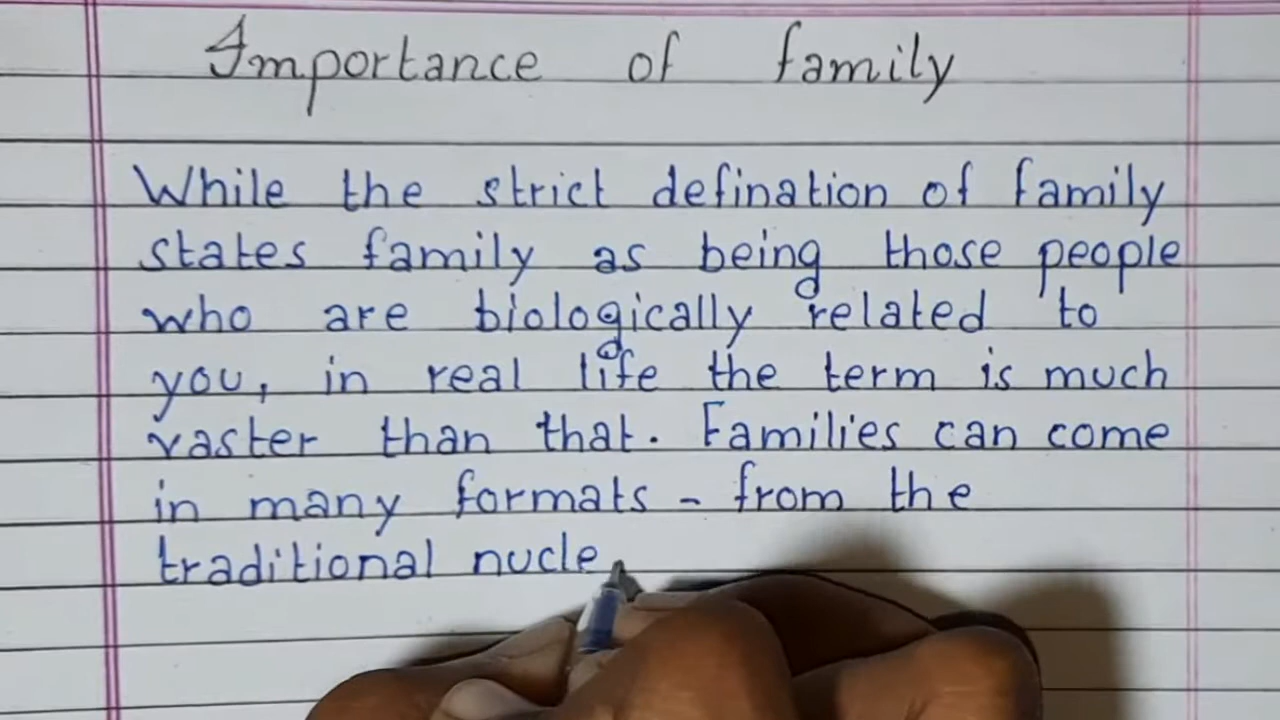 Importance of family
While the strict defination of family
states family as being those people
who are biologically related to
you, in real life the term is much
vaster than that. Families can come
in many formats - from the
traditional nucle